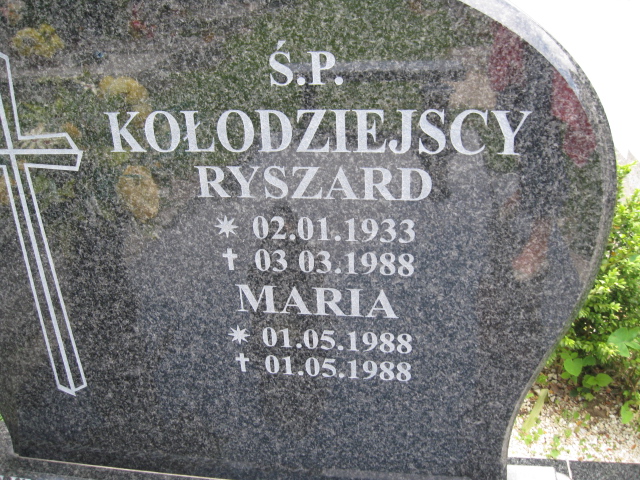 Ś.P.
KOŁODZIEJSCY
RYSZARD
✷ 02.01.1933
✝ 03 03.1988
MARIA
✷ 01.05.1988
✝ 01.05.1988